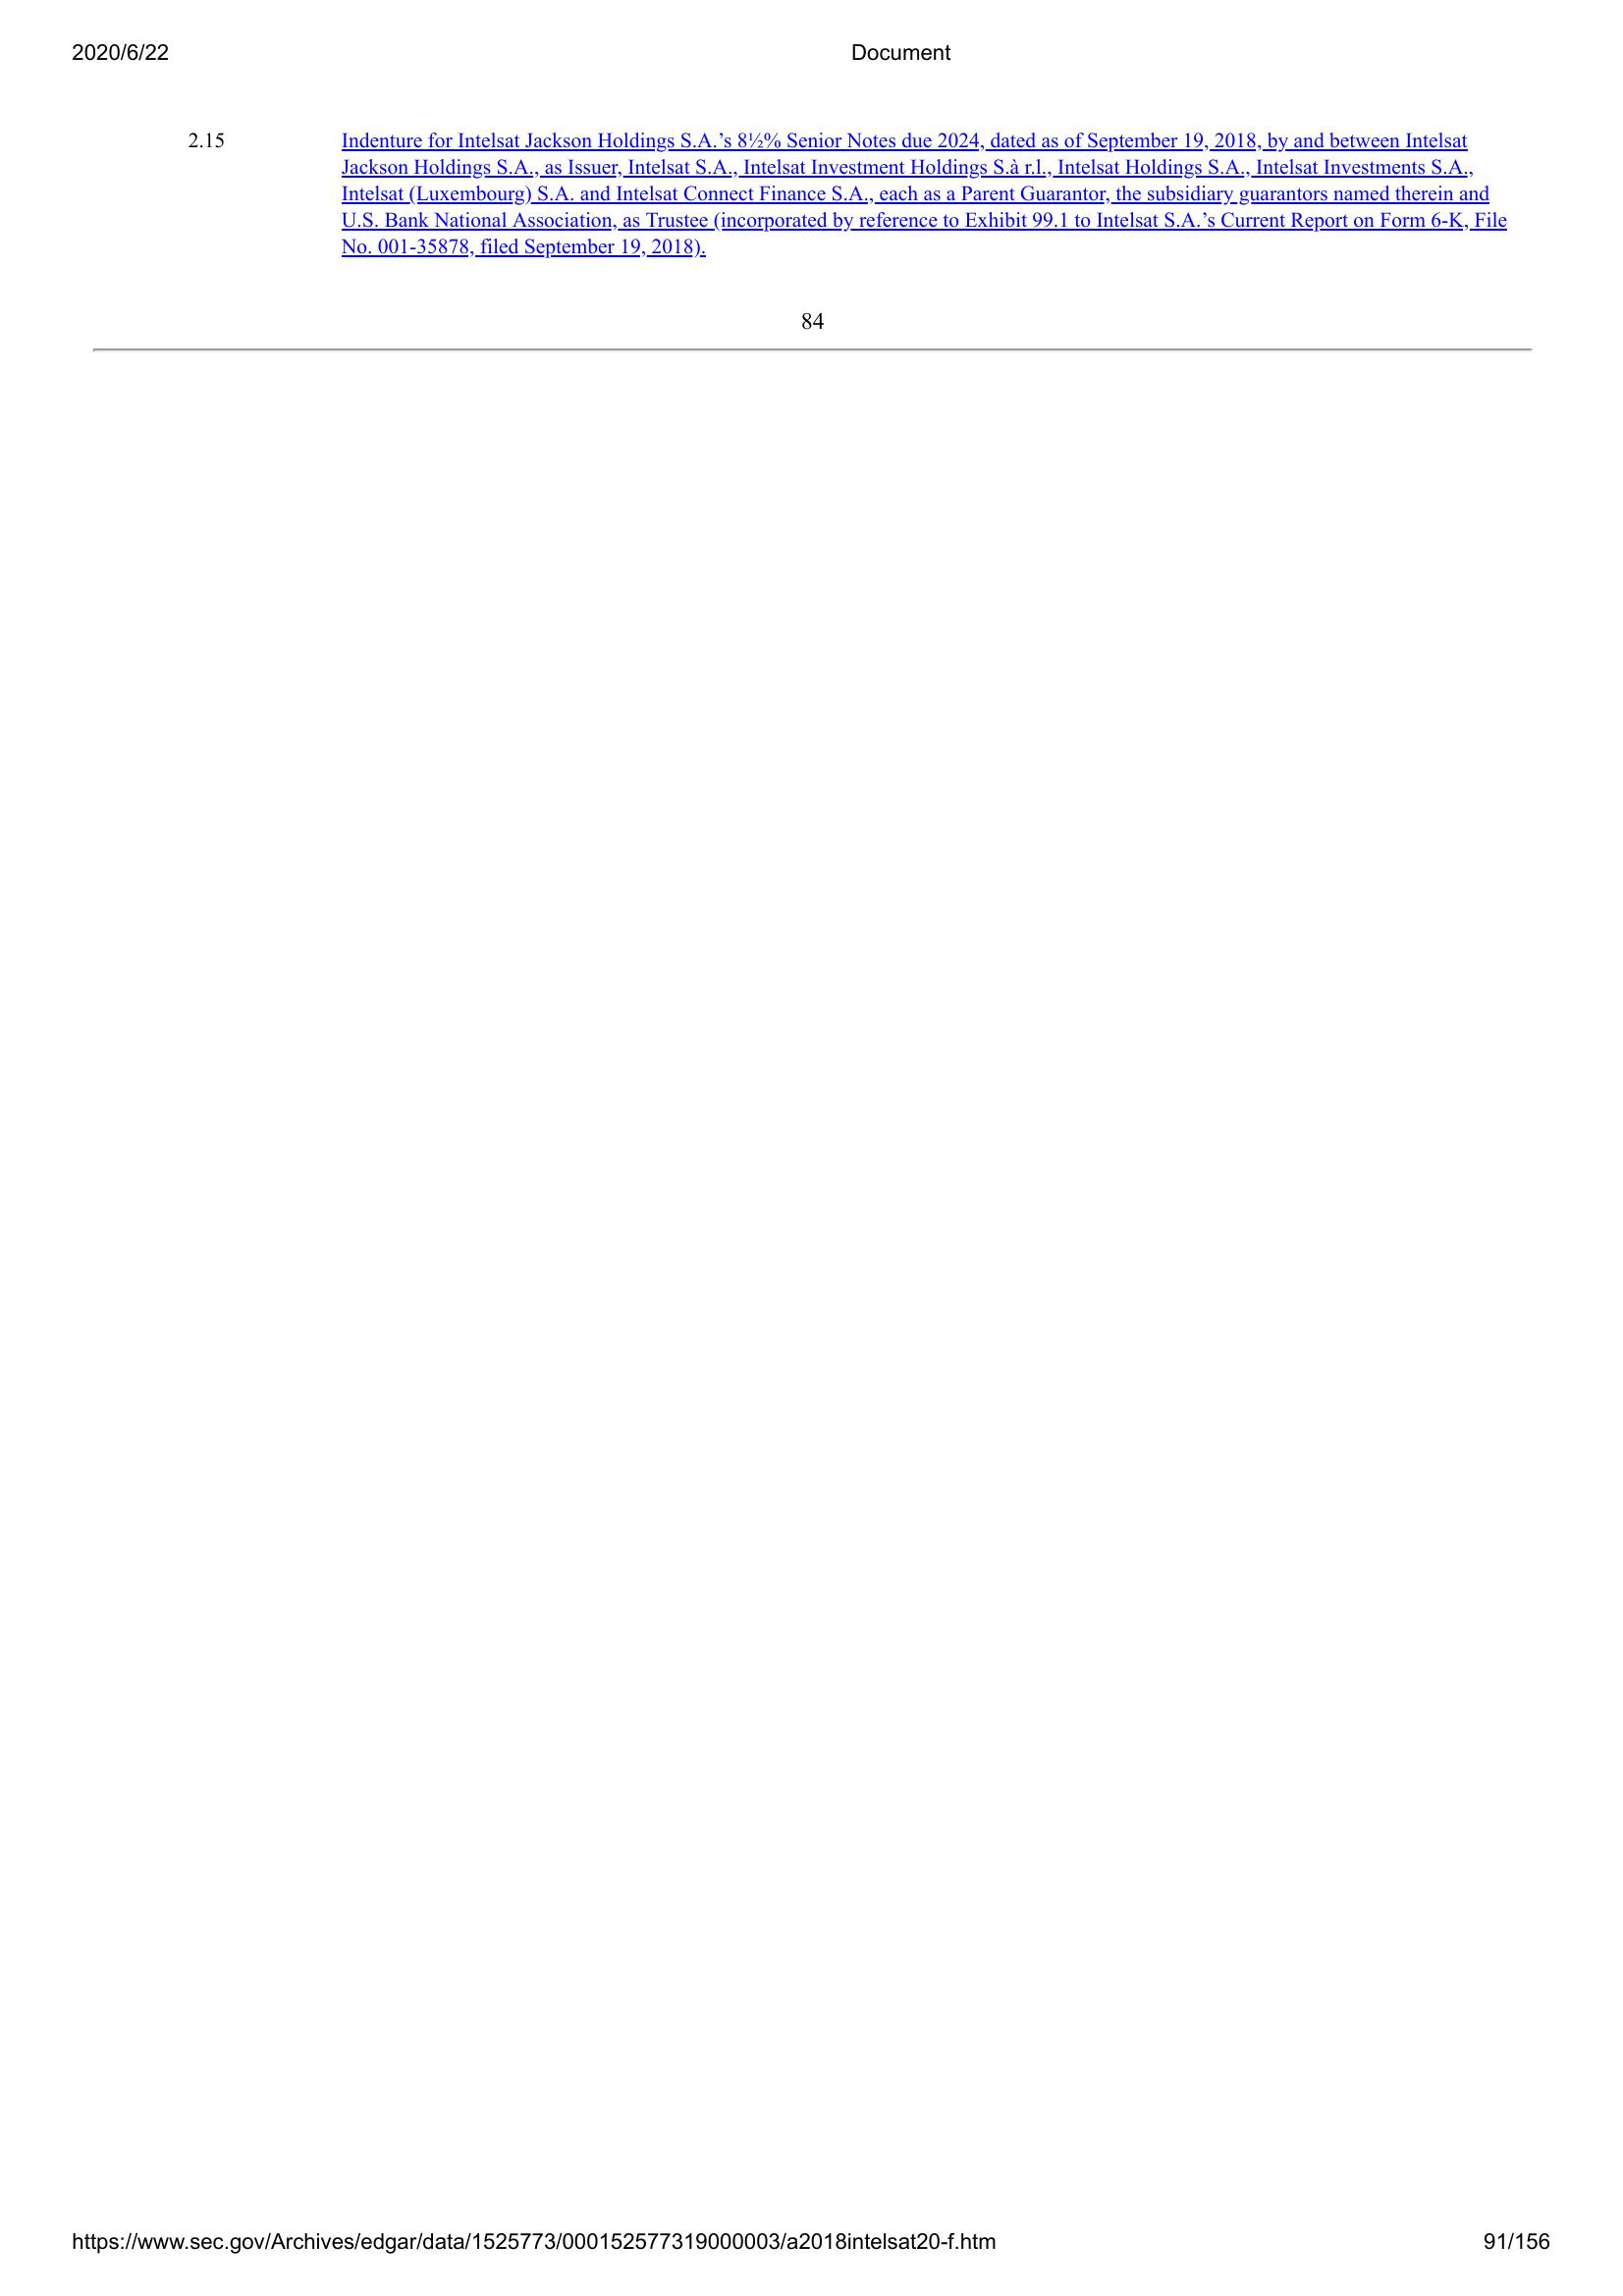 2020/6/22 Document
2.15 Indenture for Intelsat Jackson Holdings S.A.’s 8½% Senior Notes due 2024, dated as of September 19, 2018, by and between Intelsat
Jackson Holdings S.A., as Issuer, Intelsat S.A., Intelsat Investment Holdings S.à r.l., Intelsat Holdings S.A., Intelsat Investments S.A.,
Intelsat (Luxembourg) S.A. and Intelsat Connect Finance S.A., each as a Parent Guarantor, the subsidiary guarantors named therein and
U.S. Bank National Association, as Trustee (incorporated by reference to Exhibit 99.1 to Intelsat S.A.’s Current Report on Form 6-K, File
No. 001-35878, filed September 19, 2018).
84
https://www.sec.gov/Archives/edgar/data/1525773/000152577319000003/a2018intelsat20-f.htm 91/156